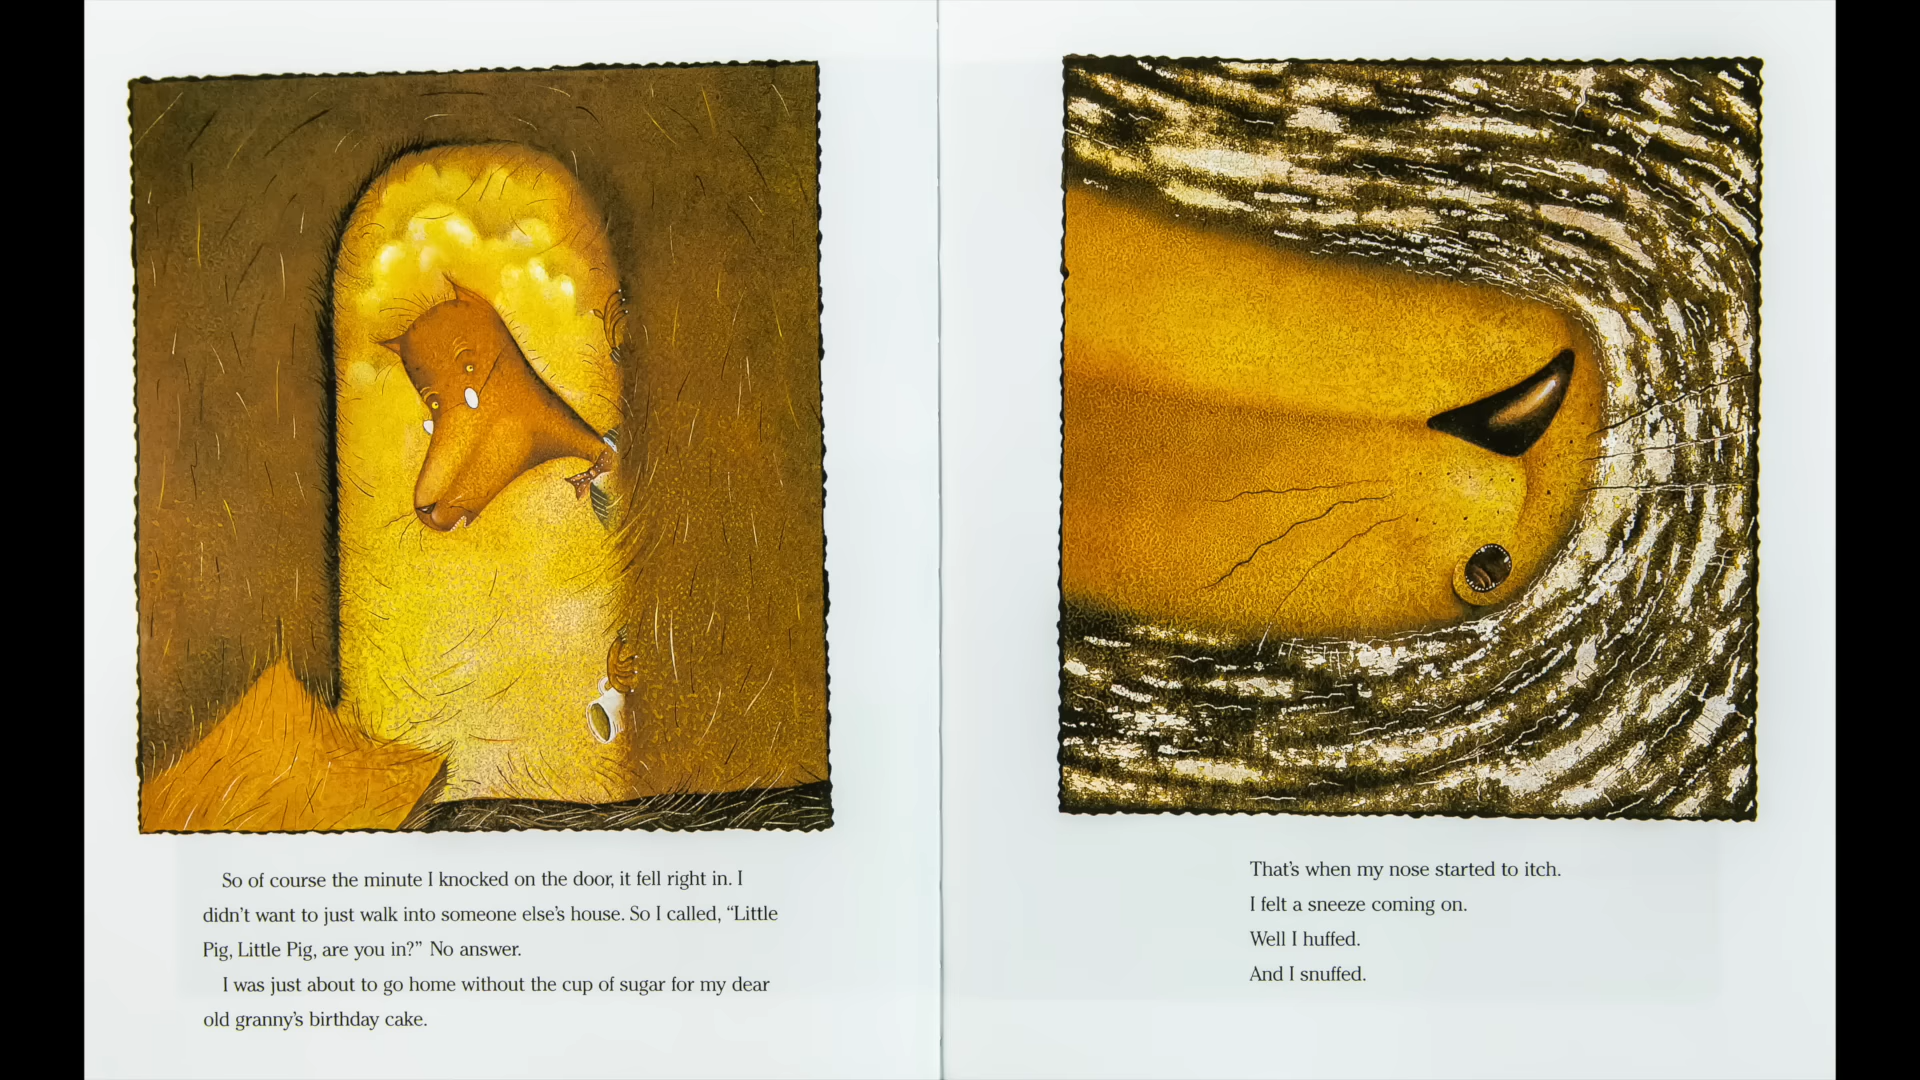 So of course the minute I knocked on the door, it fell right in. I
didn't want to just walk into someone else's house. So I called, “Little
Pig, Little Pig, are you in?” No answer.
I was just about to go home without the cup of sugar for my dear
old granny's birthday cake.
That's when my nose started to itch.
I felt a sneeze coming on.
Well I huffed.
And I snuffed.